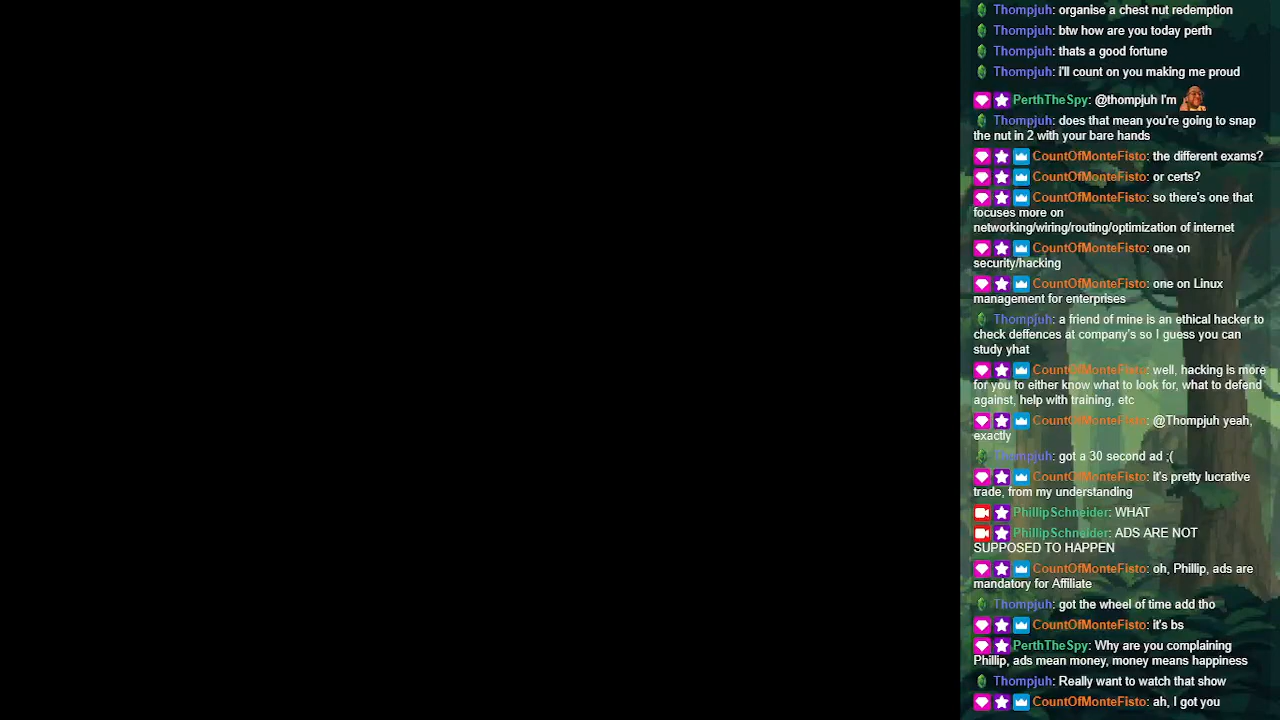 Thompjuh: organise a chest nut redemption
Thompjuh: btw how are you today perth
Thompjuh: thats a good fortune
Thompjuh: i'll count on you making me proud
PerthTheSpy: @thompjuh I'm
Thompjuh: does that mean you're going to snap
the nut in 2 with your bare hands
CountOfMonteFisto: the different exams?
CountOfMonteFisto: or certs?
CountOfMonteFisto: so there's one that
focuses more on
networking/wiring/routing/optimization of internet
CountOfMonteFisto: one on
security/hacking
CountOfMonteFisto: one on Linux
management for enterprises
Thompjuh: a friend of mine is an ethical hacker to
check deffences at company's so I guess you can
study yhat
CountOfMonteFisto: well, hacking is more
for you to either know what to look for, what to defend
against, help with training, etc
CountOfMonteFisto: @Thompjuh yeah,
exactly
Thompjuh: got a 30 second ad ;(
CountOfMonteFisto: it's pretty lucrative
trade, from my understanding
PhillipSchneider: WHAT
PhillipSchneider: ADS ARE NOT
SUPPOSED TO HAPPEN
CountOfMonteFisto: oh, Phillip, ads are
mandatory for Affiliate
Thompjuh: got the wheel of time add tho
CountOfMonteFisto: it's bs
PerthTheSpy: Why are you complaining
Phillip, ads mean money, money means happiness
Thompjuh: Really want to watch that show
CountOfMonteFisto: ah, I got you